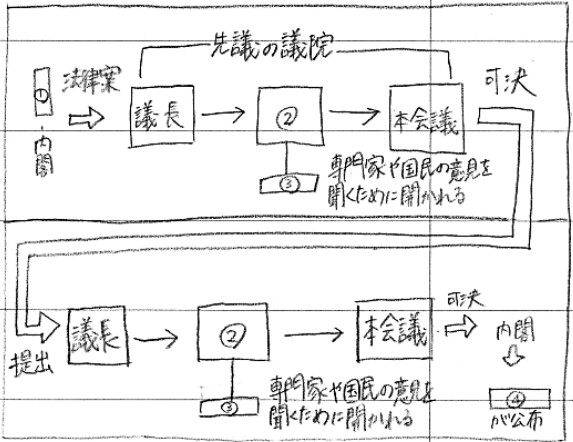 先議の議院
① ・内閣
法律案
議長
②
本会議
可決
③
専門家や国民の意見を
聞くために開かれる
提出
議長
②
本会議
可決
内閣
③
専門家や国民の意見を
聞くために開かれる
④
が公布